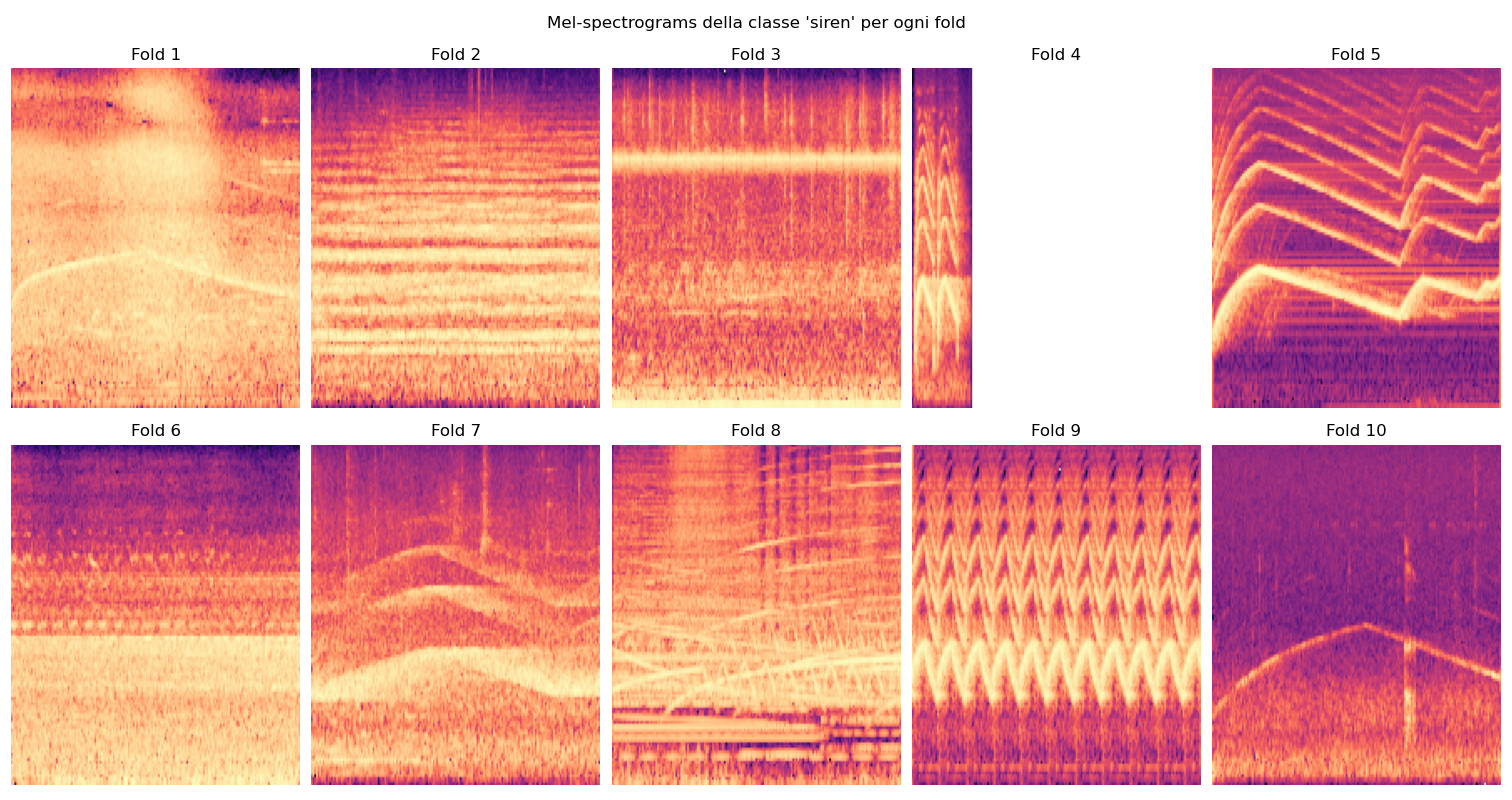 Mel-spectrograms della classe 'siren' per ogni fold
Fold 1
Fold 2
Fold 3
Fold 4
Fold 5
Fold 6
Fold 7
Fold 8
Fold 9
Fold 10